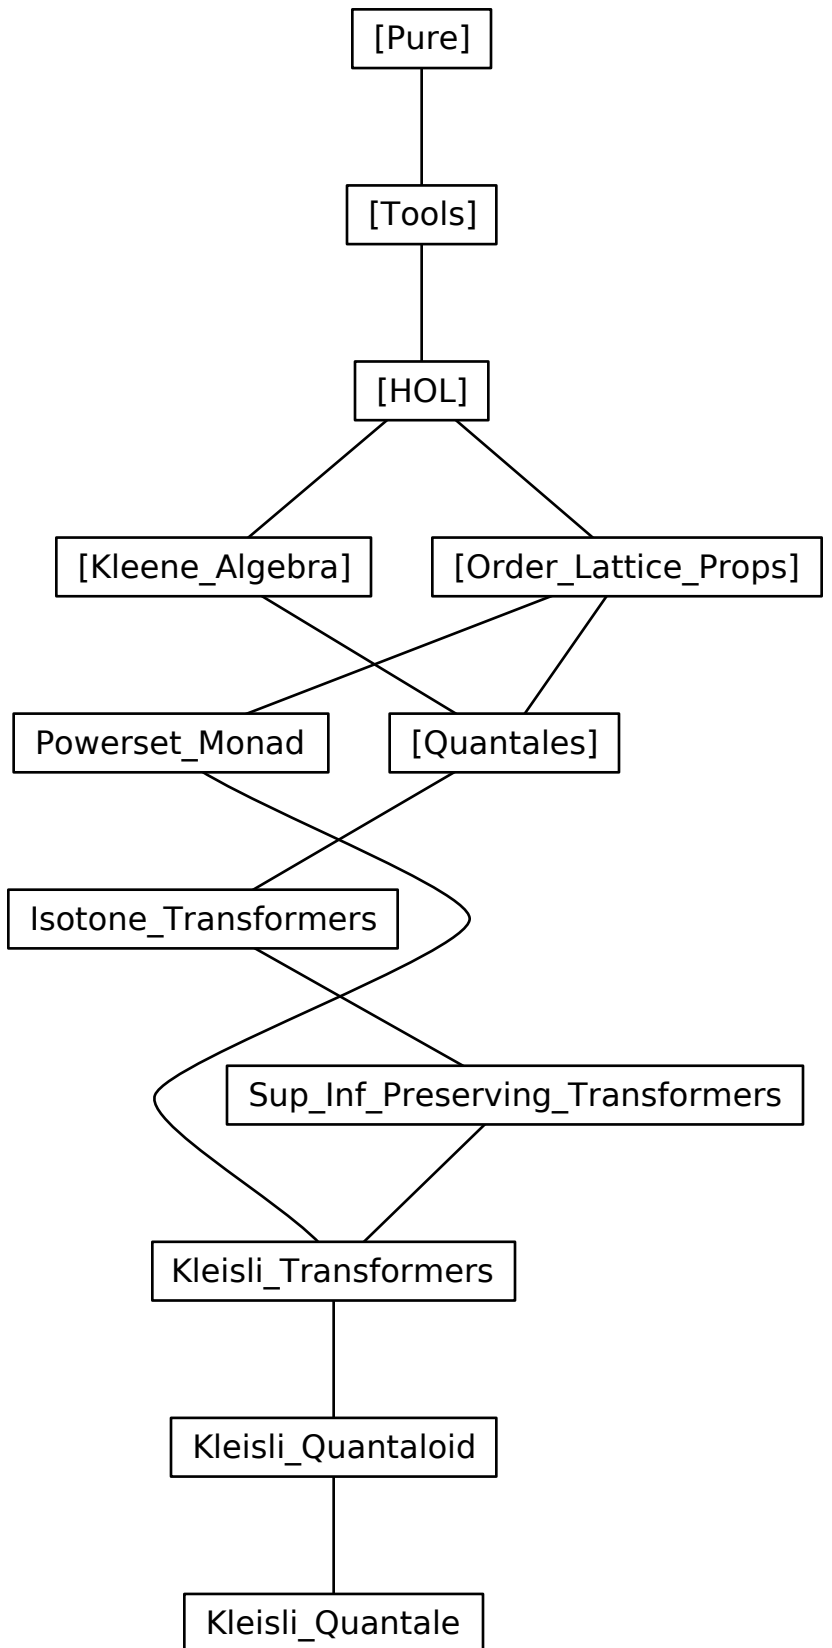 [Pure]
[Tools]
[HOL]
[Kleene_Algebra]
[Order_Lattice_Props]
Powerset_Monad
[Quantales]
Isotone_Transformers
Sup_Inf_Preserving_Transformers
Kleisli_Transformers
Kleisli_Quantaloid
Kleisli_Quantale